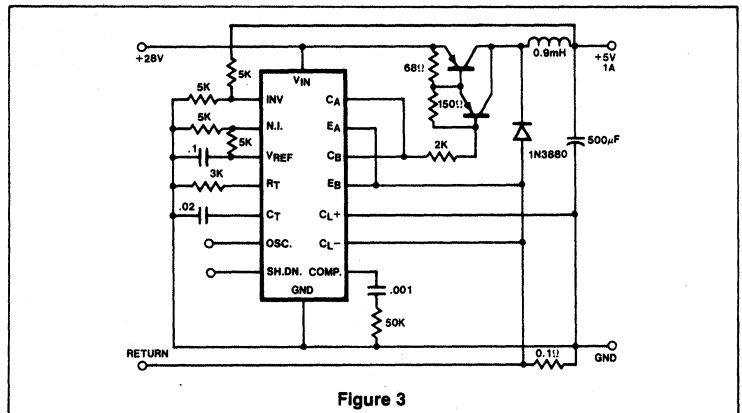 +28V
5K
VIN
68Ω
0.9mH
+5V
1A
5K
INV
CA
150Ω
5K
N.I.
EA
5K
.1
VREF
CB
2K
1N3880
500μF
3K
RT
EB
.02
CT
CL+
OSC.
CL−
SH.DN.
COMP.
GND
.001
50K
RETURN
0.1Ω
GND
Figure 3